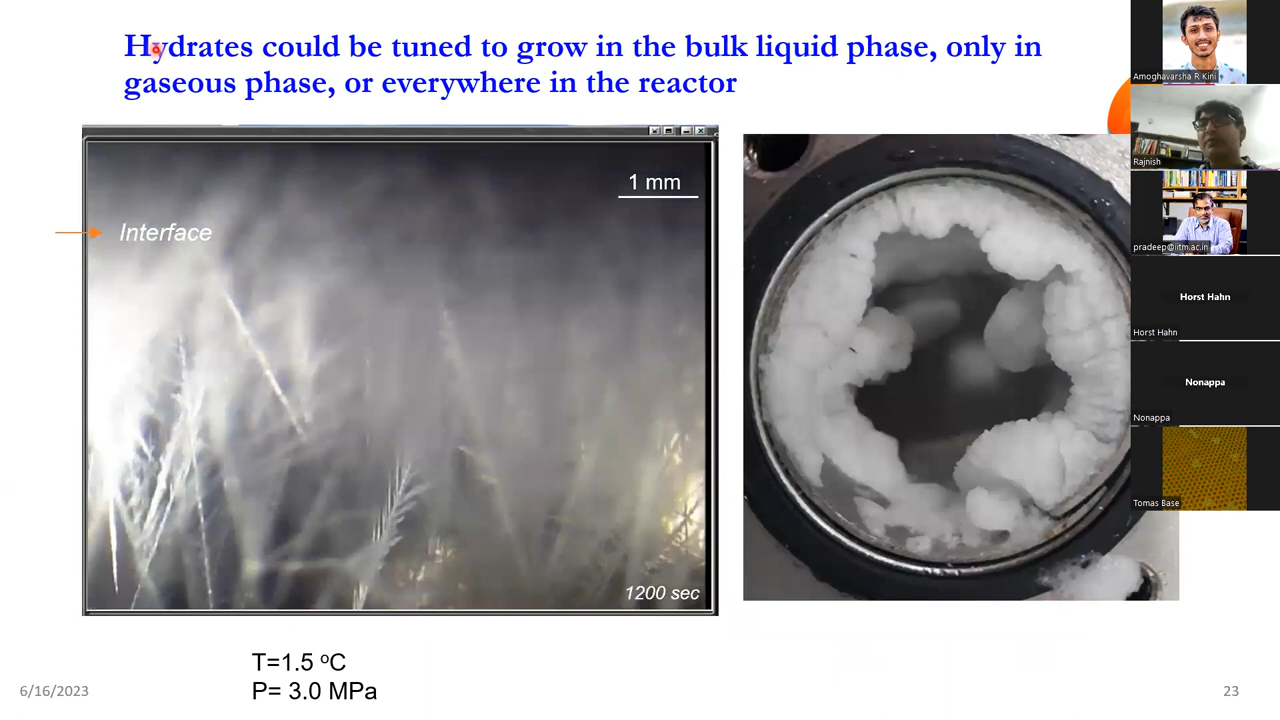 Hydrates could be tuned to grow in the bulk liquid phase, only in
gaseous phase, or everywhere in the reactor
1 mm
Interface
1200 sec
T=1.5 ºC
P= 3.0 MPa
6/16/2023
23
Amoghavarsha R Kini
Rajnish
pradeep@iitm.ac.in
Horst Hahn
Horst Hahn
Nonappa
Nonappa
Tomas Base